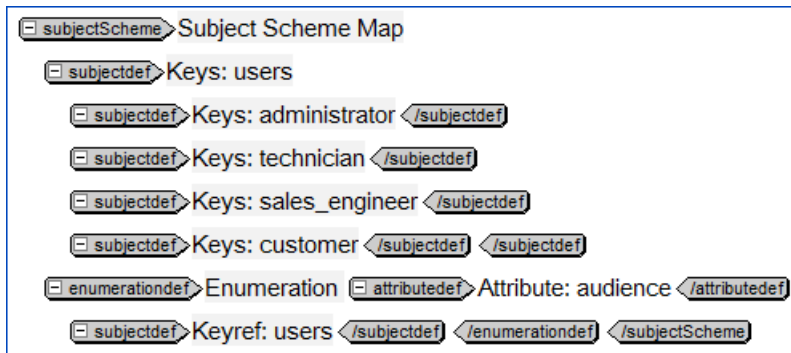 subjectScheme Subject Scheme Map
subjectdef Keys: users
subjectdef Keys: administrator /subjectdef
subjectdef Keys: technician /subjectdef
subjectdef Keys: sales_engineer /subjectdef
subjectdef Keys: customer /subjectdef /subjectdef
enumerationdef Enumeration attributedef Attribute: audience /attributedef
subjectdef Keyref: users /subjectdef /enumerationdef /subjectScheme